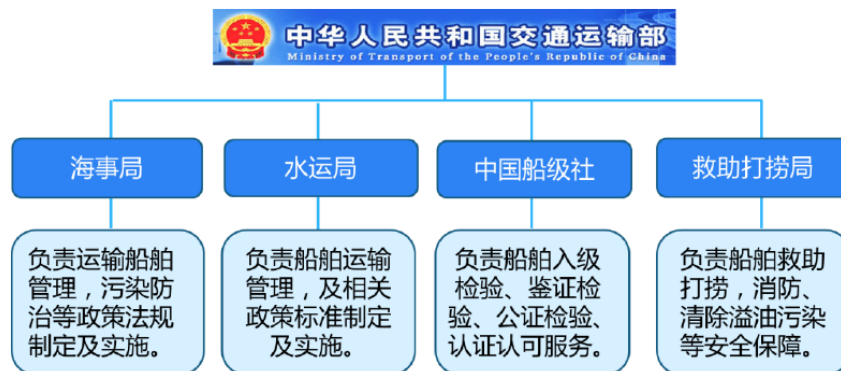 中华人民共和国交通运输部
Ministry of Transport of the People's Republic of China
海事局
水运局
中国船级社
救助打捞局
负责运输船舶
管理，污染防
治等政策法规
制定及实施。
负责船舶运输
管理，及相关
政策标准制定
及实施。
负责船舶入级
检验、鉴证检
验、公证检验、
认证认可服务。
负责船舶救助
打捞，消防、
清除溢油污染
等安全保障。